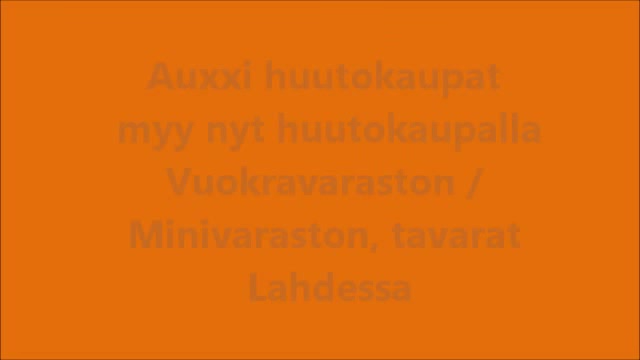 Auxxi huutokaupat
myy nyt huutokaupalla
Vuokravaraston /
Minivaraston, tavarat
Lahdessa